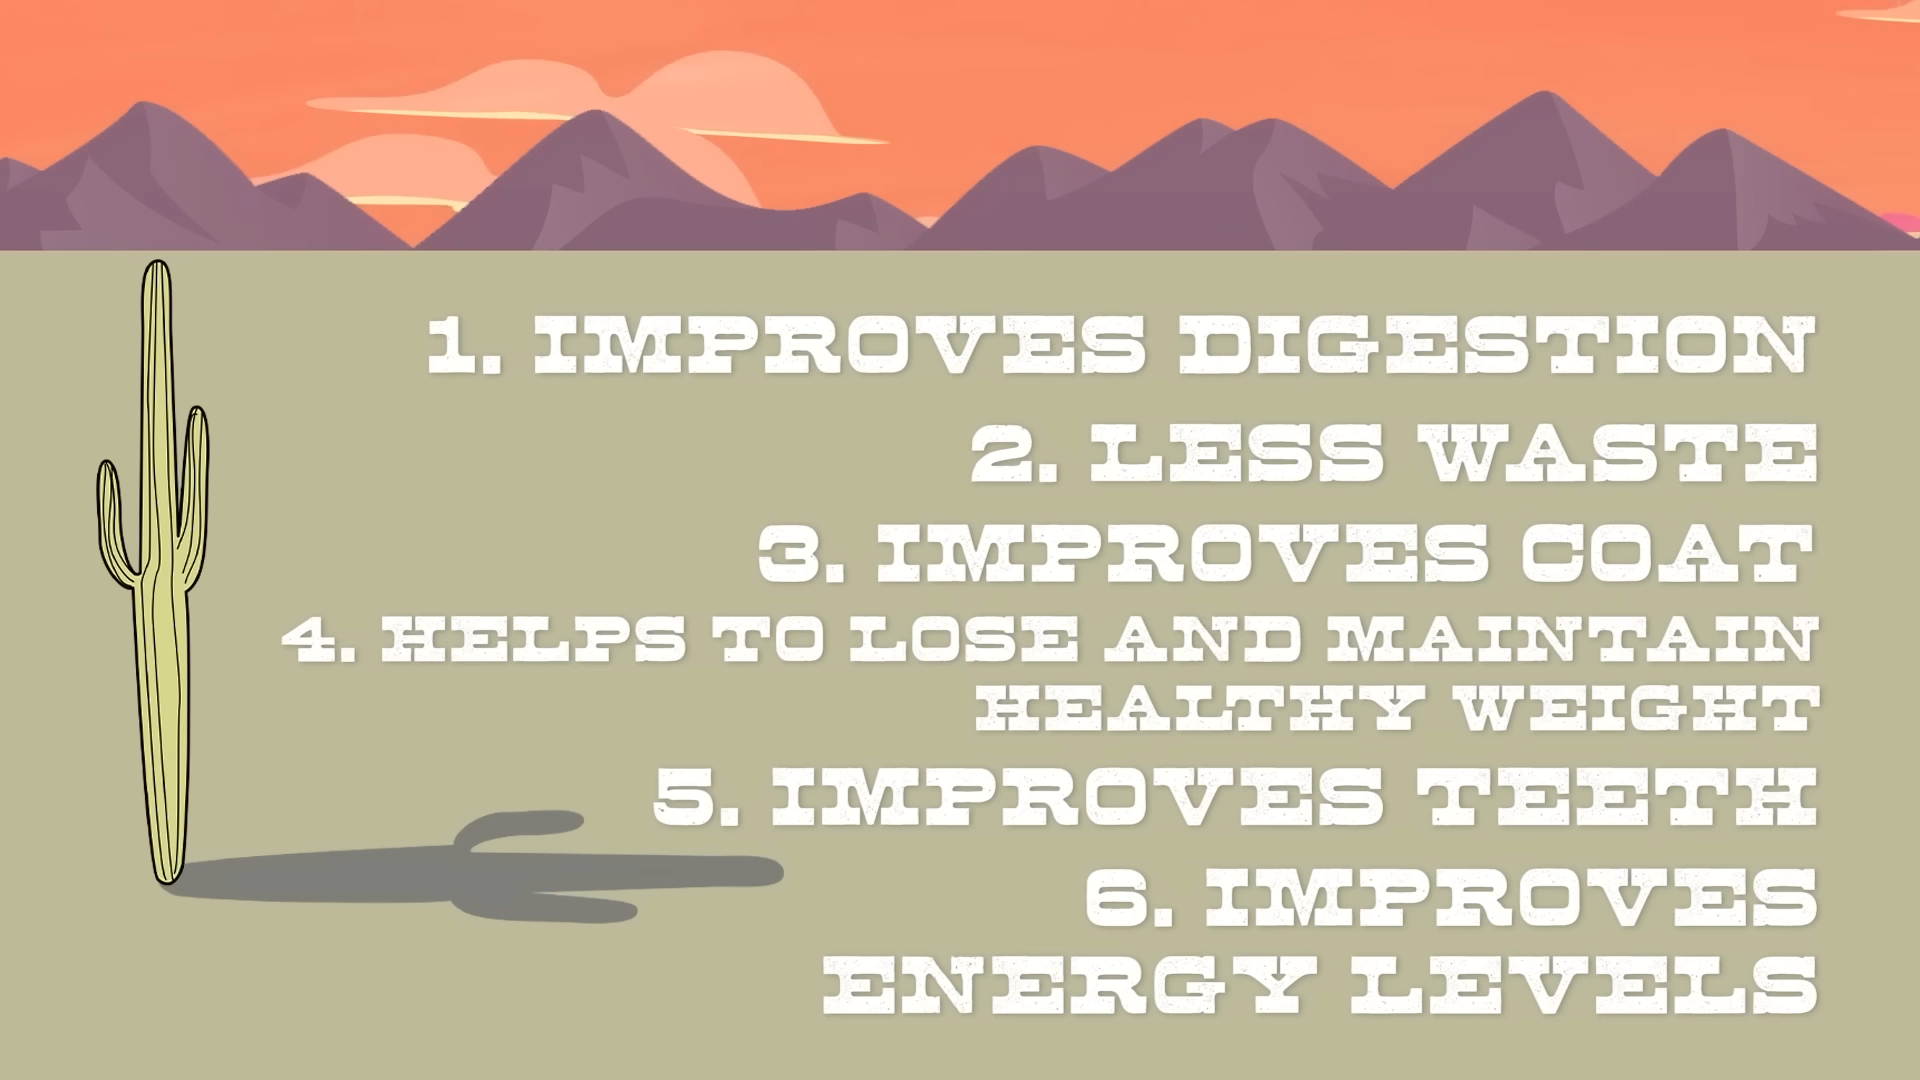 1. IMPROVES DIGESTION
2. LESS WASTE
3. IMPROVES COAT
4. HELPS TO LOSE AND MAINTAIN
HEALTHY WEIGHT
5. IMPROVES TEETH
6. IMPROVES
ENERGY LEVELS